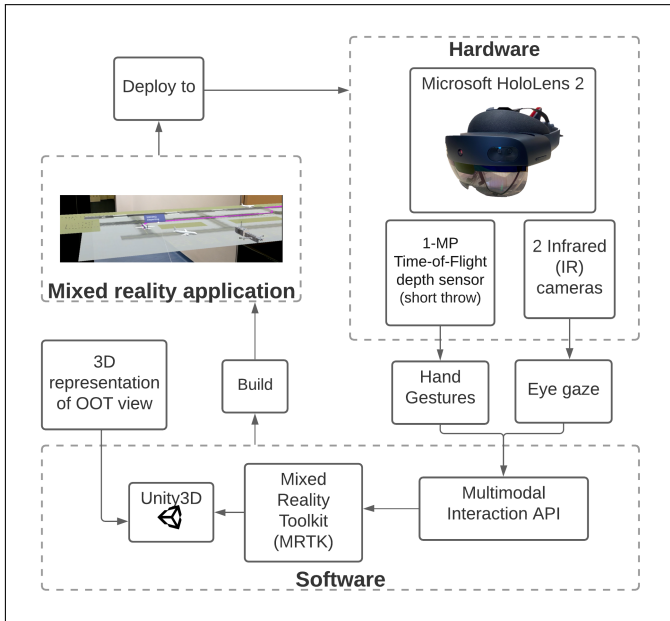 Hardware
Deploy to
Microsoft HoloLens 2
1-MP
Time-of-Flight
depth sensor
(short throw)
2 Infrared
(IR)
cameras
Mixed reality application
3D
representation
of OOT view
Build
Hand
Gestures
Eye gaze
Unity3D
Mixed
Reality
Toolkit
(MRTK)
Multimodal
Interaction API
Software